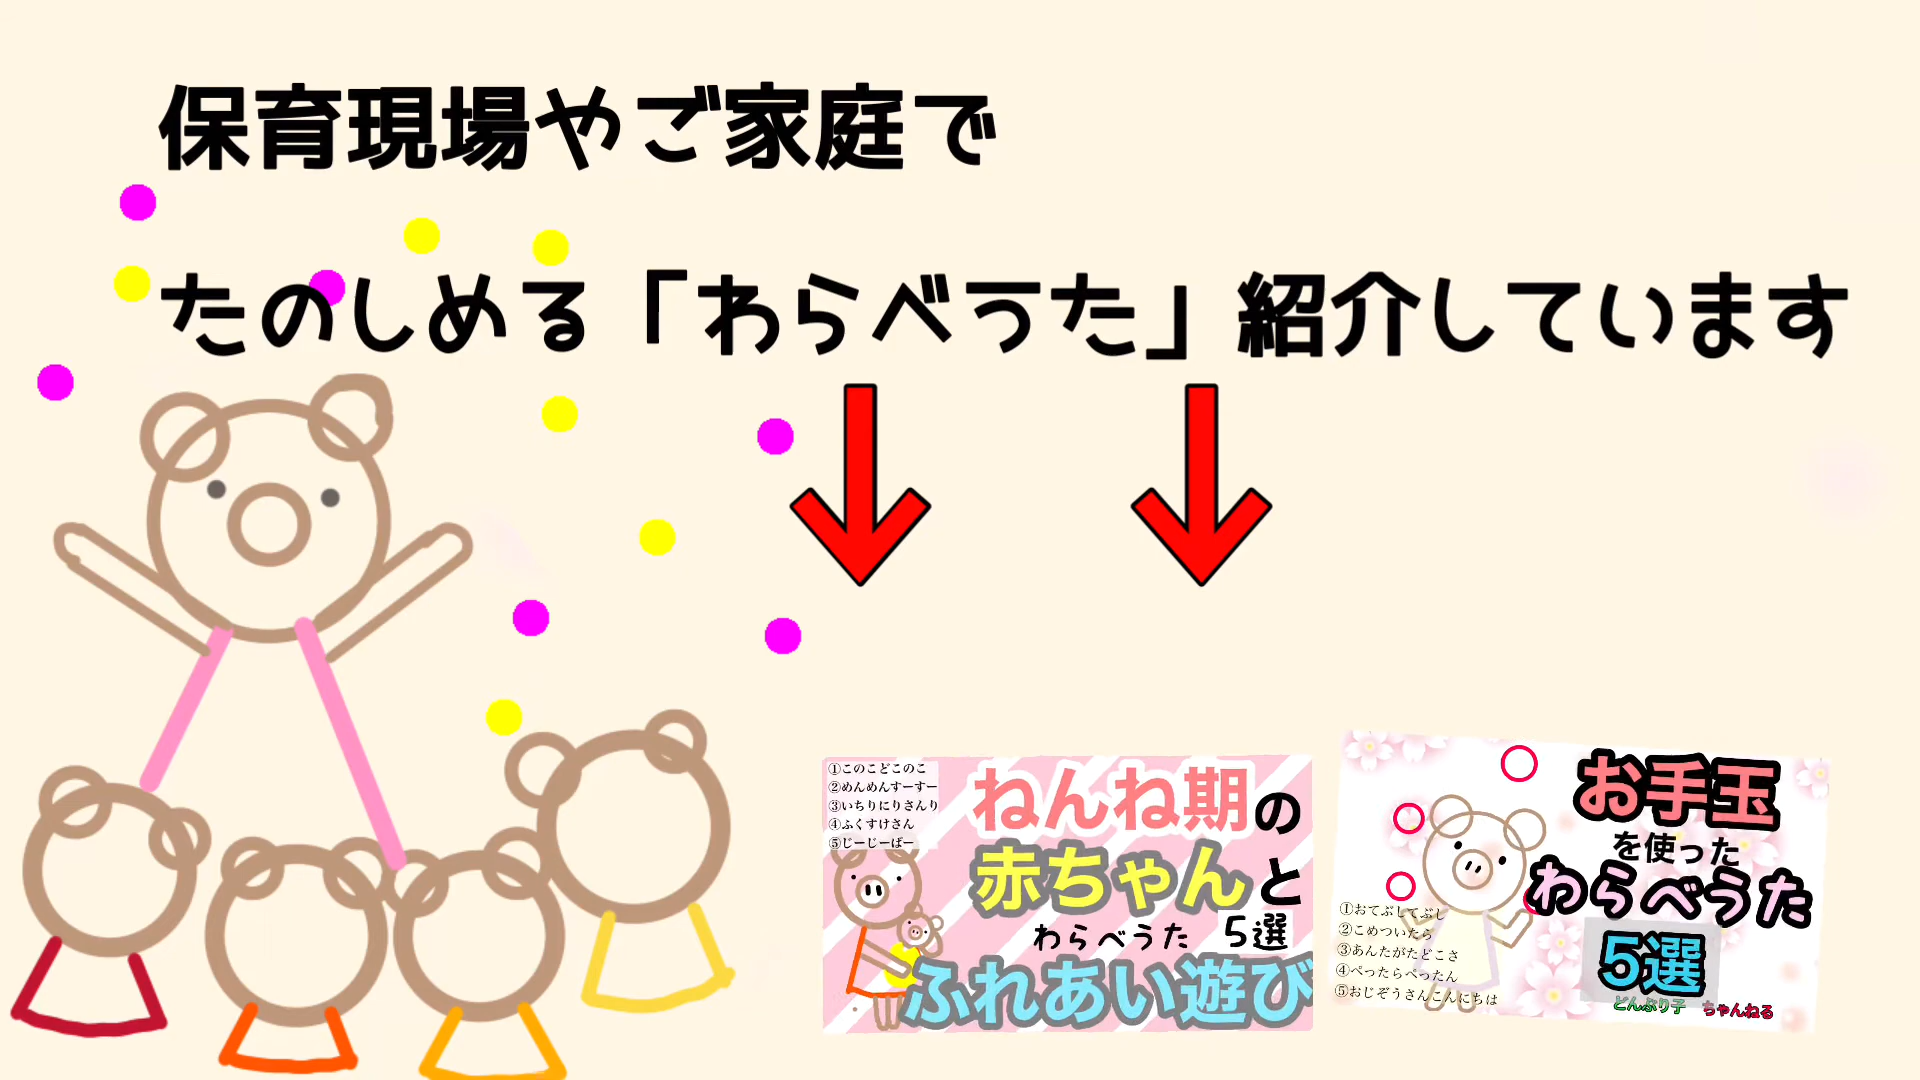 保育現場やご家庭で
たのしめる「わらべうた」紹介しています
①このこどこのこ
②めんめんすーすー
③いちりにりさんり
④ふくすけさん
⑤じーじーばー
ねんね期の
赤ちゃんと
わらべうた 5選
ふれあい遊び
お手玉
を使った
わらべうた
5選
①おてぶしてぶし
②こめついたら
③あんたがたどこさ
④ぺったらぺったん
⑤おじぞうさんこんにちは
どんぶり子 ちゃんねる